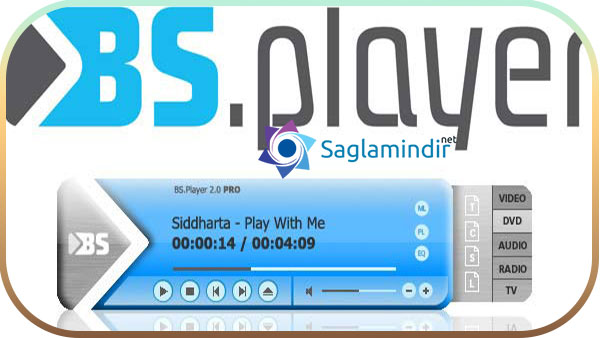 BS.player
Saglamindir
.net
BS.Player 2.0 PRO
Siddharta - Play With Me
00:00:14 / 00:04:09
ML
PL
EQ
BS
T
C
S
L
VIDEO
DVD
AUDIO
RADIO
TV